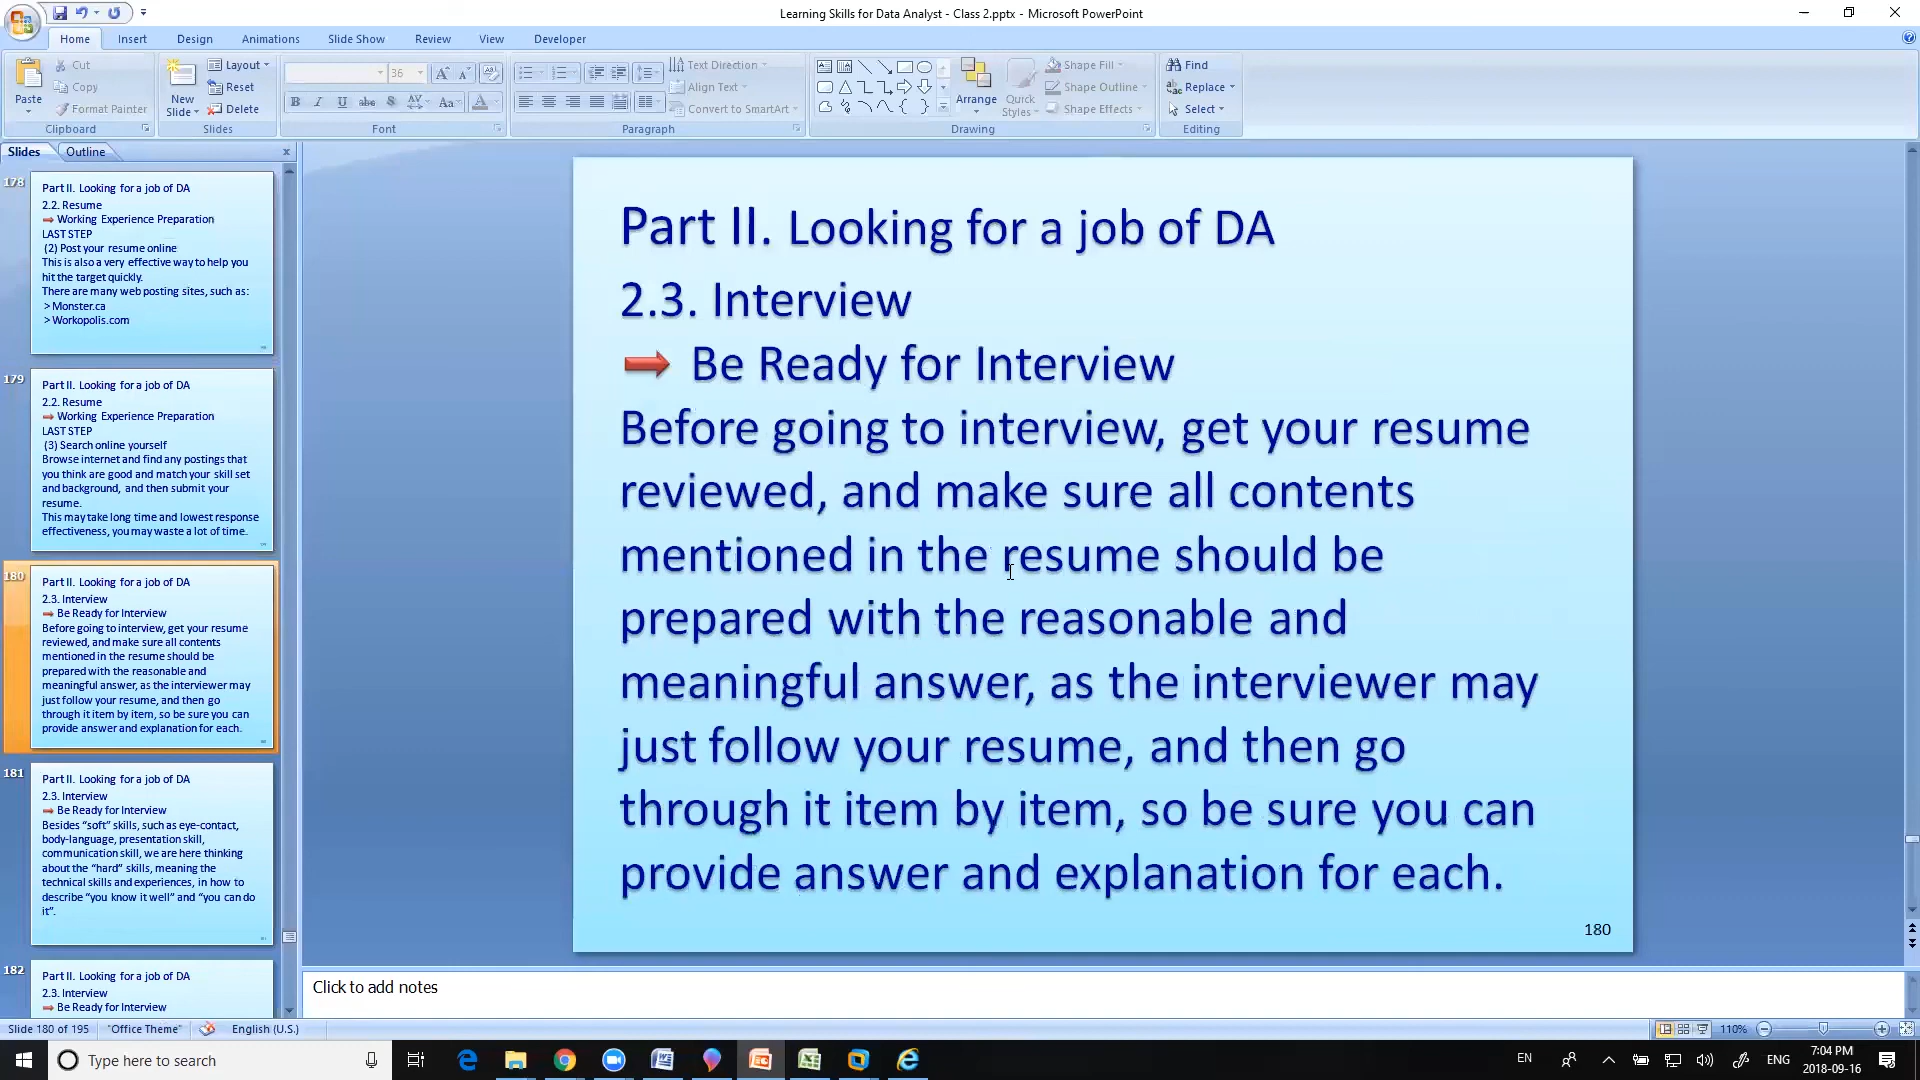 Learning Skills for Data Analyst - Class 2.pptx - Microsoft PowerPoint
Home Insert Design Animations Slide Show Review View Developer
Paste
Cut
Copy
Format Painter
Clipboard
New Slide
Layout
Reset
Delete
Slides
36
B I U abe S AV Aa A
Font
Text Direction
Align Text
Convert to SmartArt
Paragraph
Arrange
Quick Styles
Shape Fill
Shape Outline
Shape Effects
Drawing
Find
Replace
Select
Editing
Slides Outline
178
Part II. Looking for a job of DA
2.2. Resume
Working Experience Preparation
LAST STEP
(2) Post your resume online
This is also a very effective way to help you
hit the target quickly.
There are many web posting sites, such as:
> Monster.ca
> Workopolis.com
179
Part II. Looking for a job of DA
2.2. Resume
Working Experience Preparation
LAST STEP
(3) Search online yourself
Browse internet and find any postings that
you think are good and match your skill set
and background, and then submit your
resume.
This may take long time and lowest response
effectiveness, you may waste a lot of time.
180
Part II. Looking for a job of DA
2.3. Interview
Be Ready for Interview
Before going to interview, get your resume
reviewed, and make sure all contents
mentioned in the resume should be
prepared with the reasonable and
meaningful answer, as the interviewer may
just follow your resume, and then go
through it item by item, so be sure you can
provide answer and explanation for each.
181
Part II. Looking for a job of DA
2.3. Interview
Be Ready for Interview
Besides “soft” skills, such as eye-contact,
body-language, presentation skill,
communication skill, we are here thinking
about the “hard” skills, meaning the
technical skills and experiences, in how to
describe “you know it well” and “you can do
it”.
182
Part II. Looking for a job of DA
2.3. Interview
Be Ready for Interview
Part II. Looking for a job of DA
2.3. Interview
Be Ready for Interview
Before going to interview, get your resume
reviewed, and make sure all contents
mentioned in the resume should be
prepared with the reasonable and
meaningful answer, as the interviewer may
just follow your resume, and then go
through it item by item, so be sure you can
provide answer and explanation for each.
180
Click to add notes
Slide 180 of 195 "Office Theme" English (U.S.) 110%
Type here to search
EN ENG
7:04 PM
2018-09-16